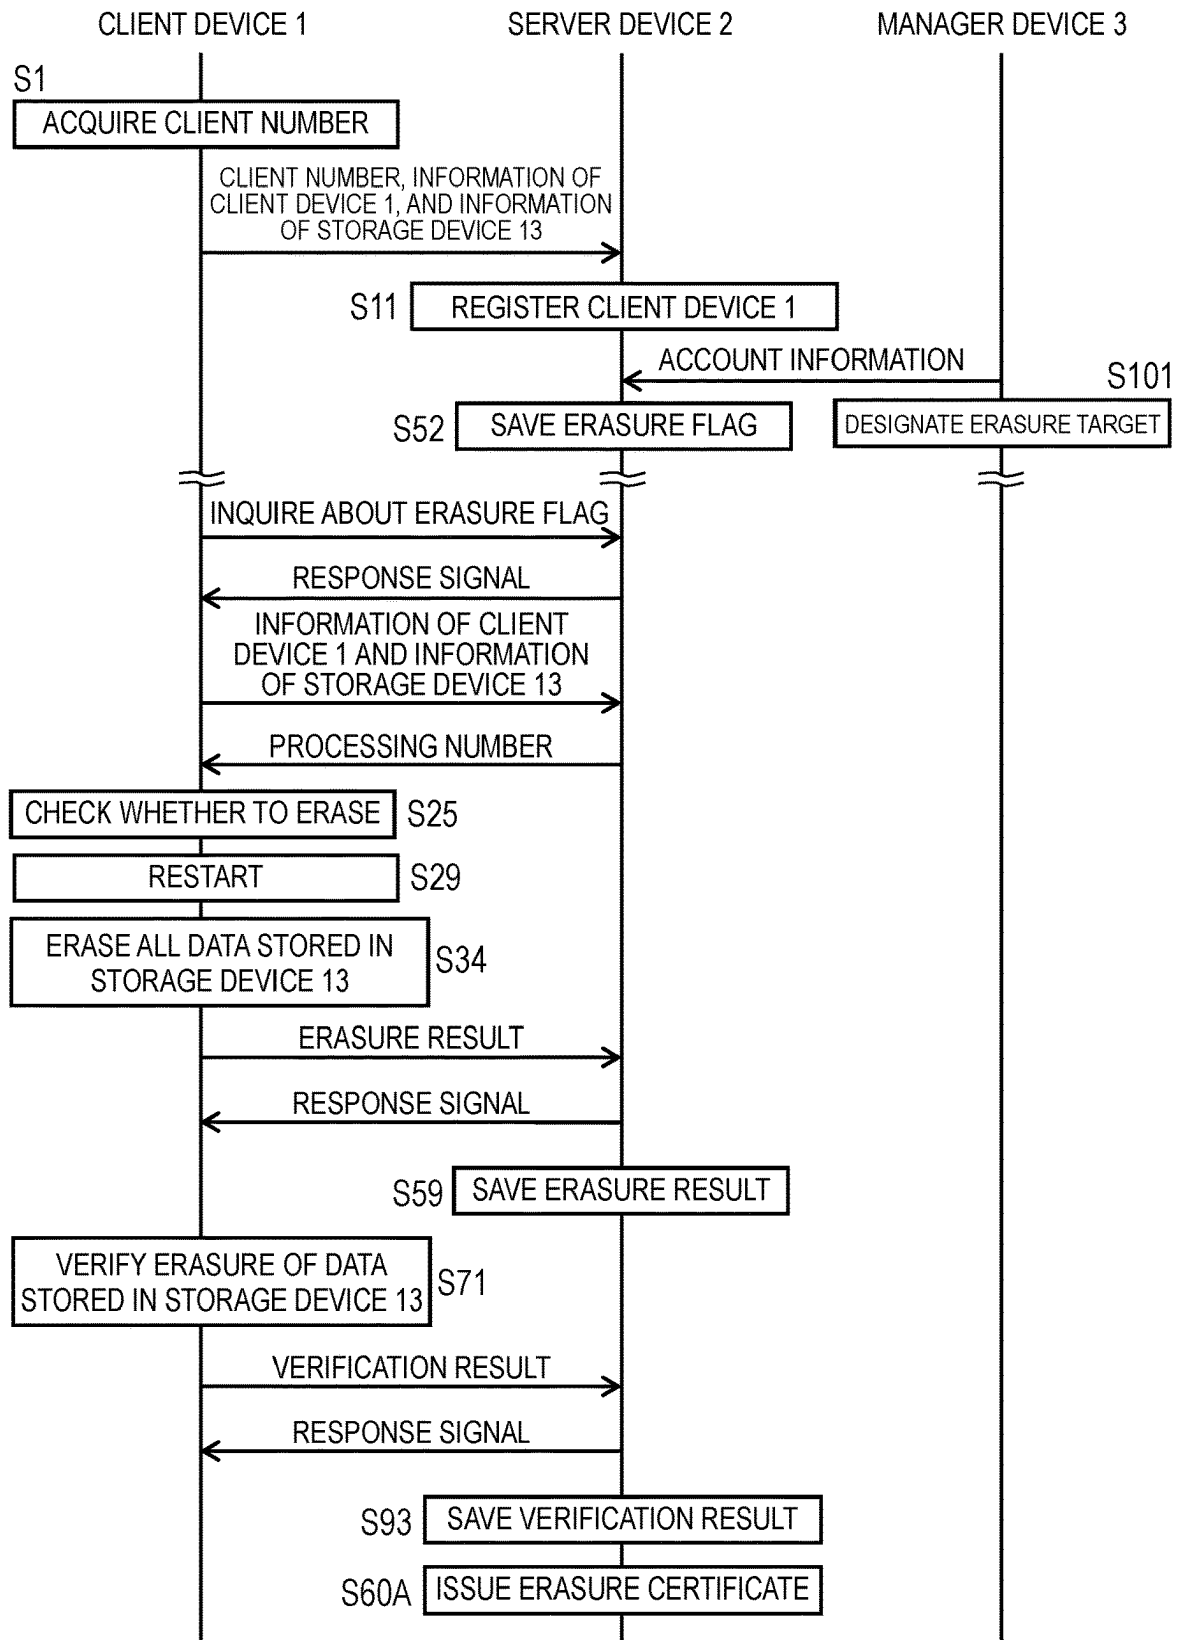 CLIENT DEVICE 1
SERVER DEVICE 2
MANAGER DEVICE 3
S1
ACQUIRE CLIENT NUMBER
CLIENT NUMBER, INFORMATION OF
CLIENT DEVICE 1, AND INFORMATION
OF STORAGE DEVICE 13
S11
REGISTER CLIENT DEVICE 1
ACCOUNT INFORMATION
S101
S52
SAVE ERASURE FLAG
DESIGNATE ERASURE TARGET
INQUIRE ABOUT ERASURE FLAG
RESPONSE SIGNAL
INFORMATION OF CLIENT
DEVICE 1 AND INFORMATION
OF STORAGE DEVICE 13
PROCESSING NUMBER
CHECK WHETHER TO ERASE
S25
RESTART
S29
ERASE ALL DATA STORED IN
STORAGE DEVICE 13
S34
ERASURE RESULT
RESPONSE SIGNAL
S59
SAVE ERASURE RESULT
VERIFY ERASURE OF DATA
STORED IN STORAGE DEVICE 13
S71
VERIFICATION RESULT
RESPONSE SIGNAL
S93
SAVE VERIFICATION RESULT
S60A
ISSUE ERASURE CERTIFICATE